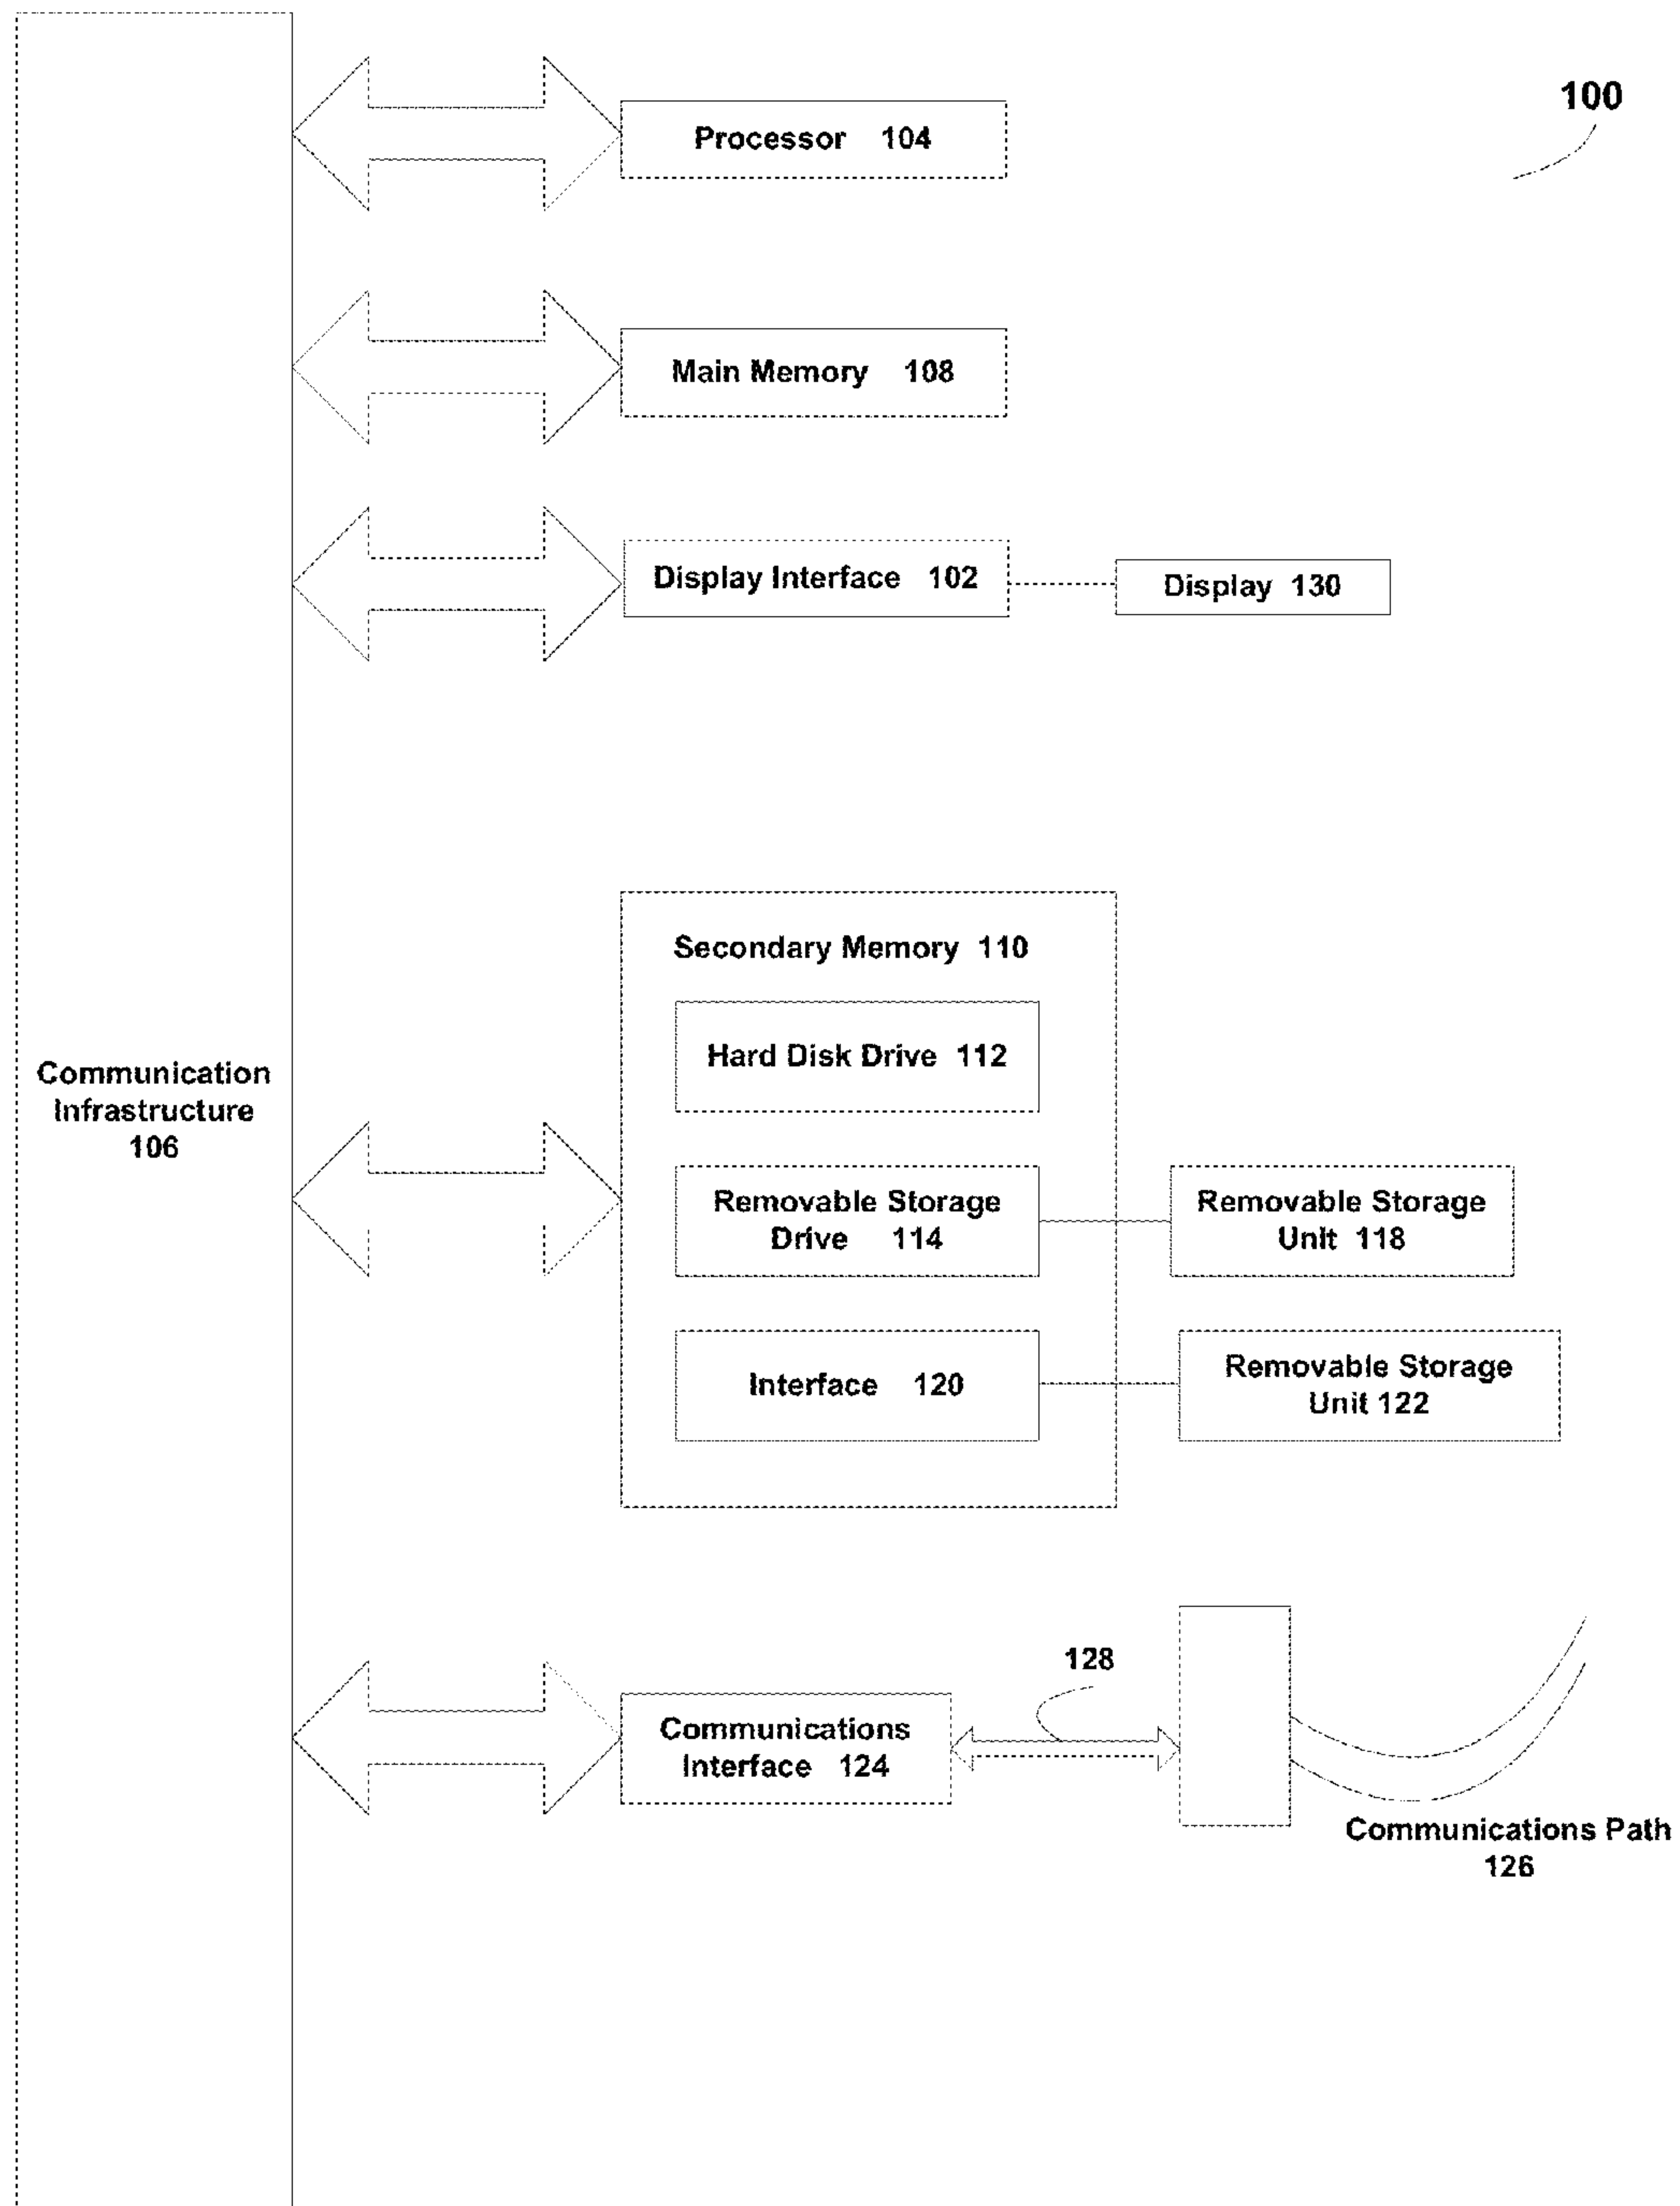 100
Processor 104
Main Memory 108
Display Interface 102
Display 130
Secondary Memory 110
Hard Disk Drive 112
Communication
Infrastructure
106
Removable Storage
Drive 114
Removable Storage
Unit 118
Interface 120
Removable Storage
Unit 122
128
Communications
Interface 124
Communications Path
126